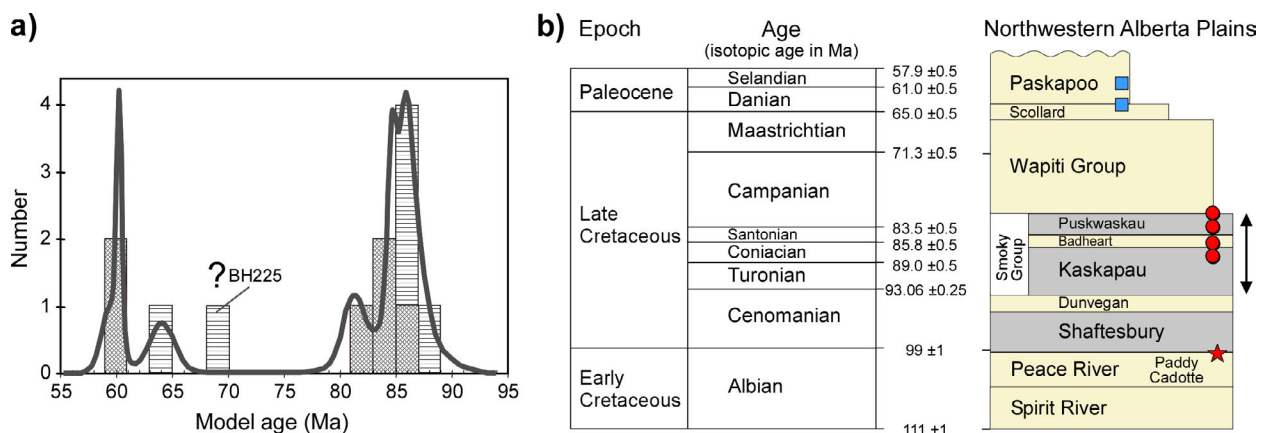 a)
Number
4
3
2
1
0
?BH225
55 60 65 70 75 80 85 90 95
Model age (Ma)
b)
Epoch
Age
(isotopic age in Ma)
Northwestern Alberta Plains
Paleocene
Late
Cretaceous
Early
Cretaceous
Selandian
Danian
Maastrichtian
Campanian
Santonian
Coniacian
Turonian
Cenomanian
Albian
57.9 ±0.5
61.0 ±0.5
65.0 ±0.5
71.3 ±0.5
83.5 ±0.5
85.8 ±0.5
89.0 ±0.5
93.06 ±0.25
99 ±1
111 ±1
Paskapoo
Scollard
Wapiti Group
Smoky
Group
Puskwaskau
Badheart
Kaskapau
Dunvegan
Shaftesbury
Peace River
Paddy
Cadotte
Spirit River